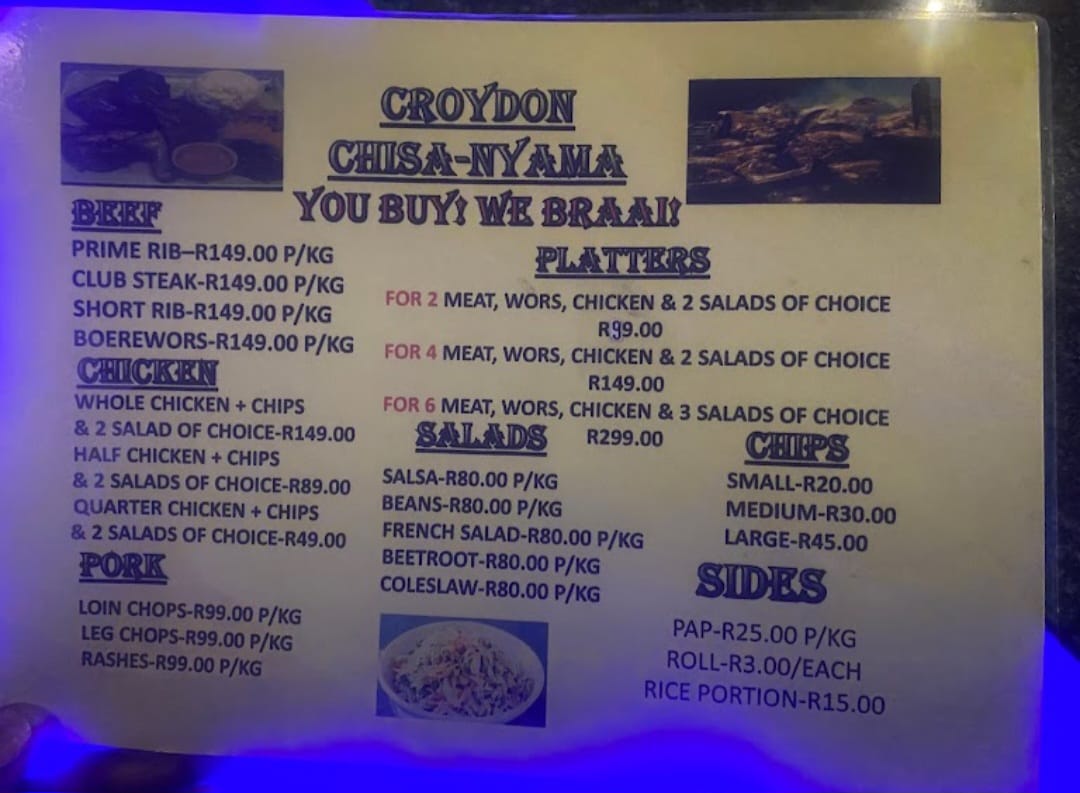 CROYDON
CHISA-NYAMA
YOU BUY! WE BRAAI!
BEEF
PRIME RIB–R149.00 P/KG
CLUB STEAK-R149.00 P/KG
SHORT RIB-R149.00 P/KG
BOEREWORS-R149.00 P/KG
CHICKEN
WHOLE CHICKEN + CHIPS
& 2 SALAD OF CHOICE-R149.00
HALF CHICKEN + CHIPS
& 2 SALADS OF CHOICE-R89.00
QUARTER CHICKEN + CHIPS
& 2 SALADS OF CHOICE-R49.00
PORK
LOIN CHOPS-R99.00 P/KG
LEG CHOPS-R99.00 P/KG
RASHES-R99.00 P/KG
PLATTERS
FOR 2 MEAT, WORS, CHICKEN & 2 SALADS OF CHOICE
R99.00
FOR 4 MEAT, WORS, CHICKEN & 2 SALADS OF CHOICE
R149.00
FOR 6 MEAT, WORS, CHICKEN & 3 SALADS OF CHOICE
R299.00
SALADS
SALSA-R80.00 P/KG
BEANS-R80.00 P/KG
FRENCH SALAD-R80.00 P/KG
BEETROOT-R80.00 P/KG
COLESLAW-R80.00 P/KG
CHIPS
SMALL-R20.00
MEDIUM-R30.00
LARGE-R45.00
SIDES
PAP-R25.00 P/KG
ROLL-R3.00/EACH
RICE PORTION-R15.00